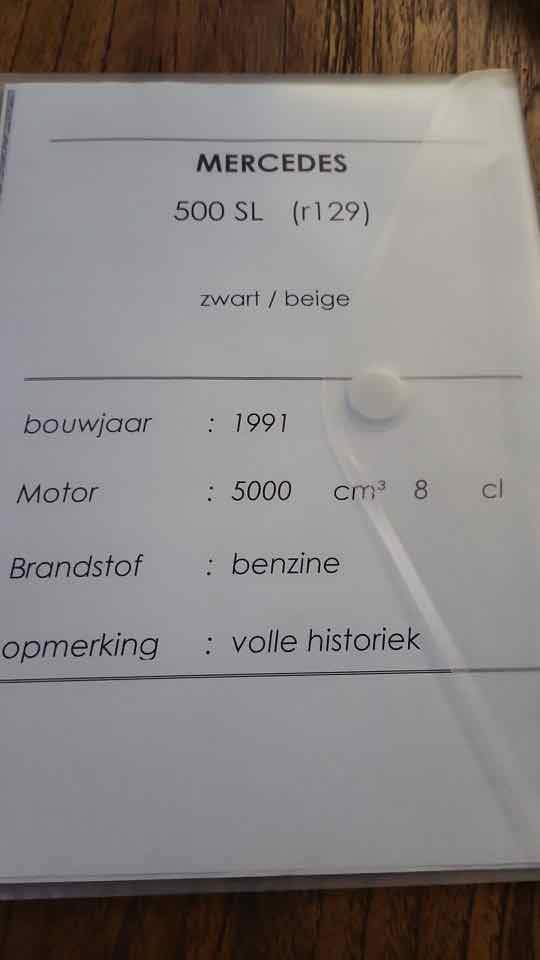 MERCEDES
500 SL (r129)
zwart / beige
bouwjaar : 1991
Motor : 5000 cm³ 8 cl
Brandstof : benzine
opmerking : volle historiek